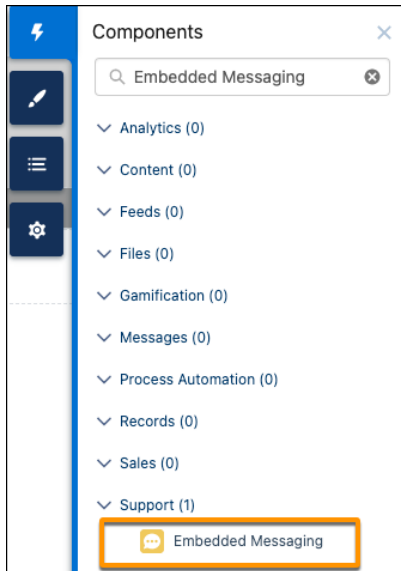 Components
Embedded Messaging
Analytics (0)
Content (0)
Feeds (0)
Files (0)
Gamification (0)
Messages (0)
Process Automation (0)
Records (0)
Sales (0)
Support (1)
Embedded Messaging